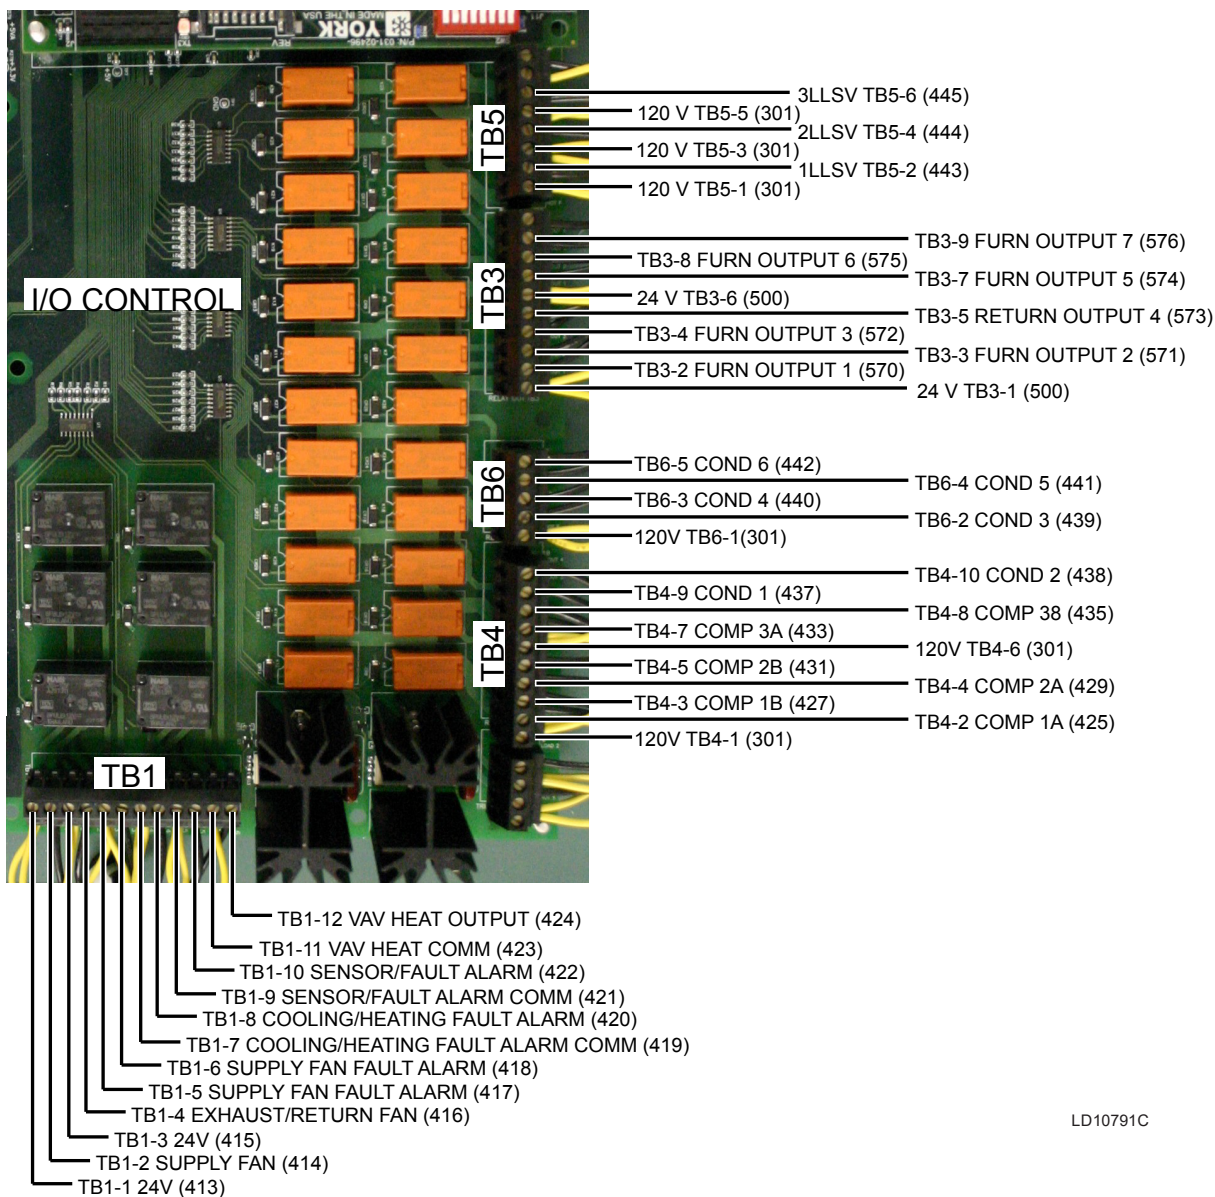 +5VA
+3.3V
+5V
GND
TX3
REV
YORK
MADE IN THE USA
P/N: 031-02496-
J11
I/O CONTROL
TB5
3LLSV TB5-6 (445)
120 V TB5-5 (301)
2LLSV TB5-4 (444)
120 V TB5-3 (301)
1LLSV TB5-2 (443)
120 V TB5-1 (301)
TB3
TB3-9 FURN OUTPUT 7 (576)
TB3-8 FURN OUTPUT 6 (575)
TB3-7 FURN OUTPUT 5 (574)
24 V TB3-6 (500)
TB3-5 RETURN OUTPUT 4 (573)
TB3-4 FURN OUTPUT 3 (572)
TB3-3 FURN OUTPUT 2 (571)
TB3-2 FURN OUTPUT 1 (570)
24 V TB3-1 (500)
TB6
TB6-5 COND 6 (442)
TB6-4 COND 5 (441)
TB6-3 COND 4 (440)
TB6-2 COND 3 (439)
120V TB6-1(301)
TB4
TB4-10 COND 2 (438)
TB4-9 COND 1 (437)
TB4-8 COMP 38 (435)
TB4-7 COMP 3A (433)
120V TB4-6 (301)
TB4-5 COMP 2B (431)
TB4-4 COMP 2A (429)
TB4-3 COMP 1B (427)
TB4-2 COMP 1A (425)
120V TB4-1 (301)
TB1
TB1-12 VAV HEAT OUTPUT (424)
TB1-11 VAV HEAT COMM (423)
TB1-10 SENSOR/FAULT ALARM (422)
TB1-9 SENSOR/FAULT ALARM COMM (421)
TB1-8 COOLING/HEATING FAULT ALARM (420)
TB1-7 COOLING/HEATING FAULT ALARM COMM (419)
TB1-6 SUPPLY FAN FAULT ALARM (418)
TB1-5 SUPPLY FAN FAULT ALARM (417)
TB1-4 EXHAUST/RETURN FAN (416)
TB1-3 24V (415)
TB1-2 SUPPLY FAN (414)
TB1-1 24V (413)
LD10791C